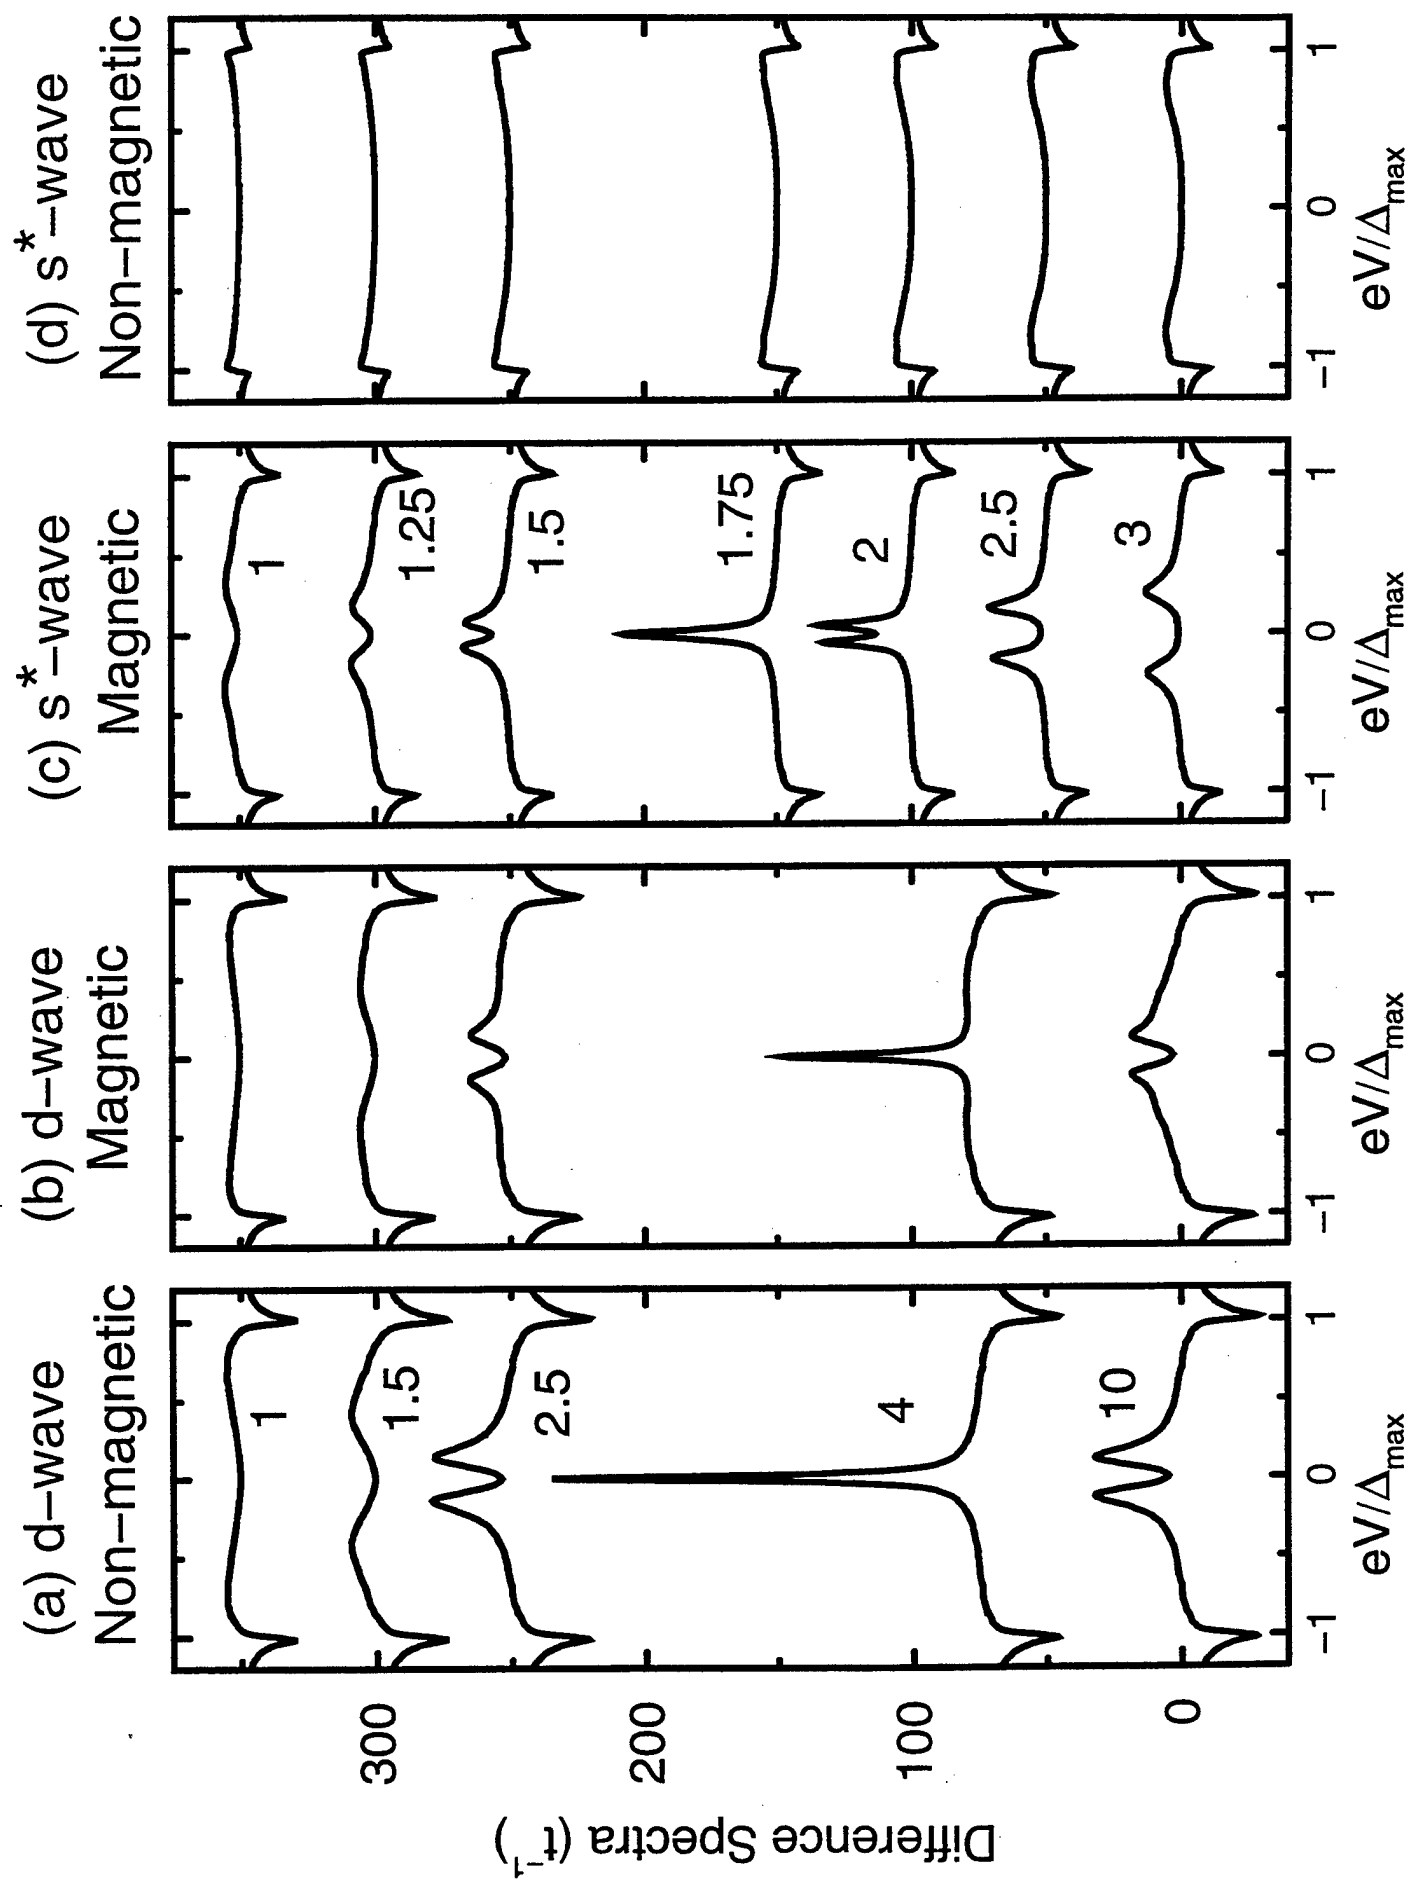 (a) d−wave
Non−magnetic
(b) d−wave
Magnetic
(c) s*−wave
Magnetic
(d) s*−wave
Non−magnetic
Difference Spectra (t⁻¹)
300
200
100
0
1
1.5
2.5
4
10
1
1.25
1.5
1.75
2
2.5
3
−1 0 1
−1 0 1
−1 0 1
−1 0 1
eV/Δmax
eV/Δmax
eV/Δmax
eV/Δmax